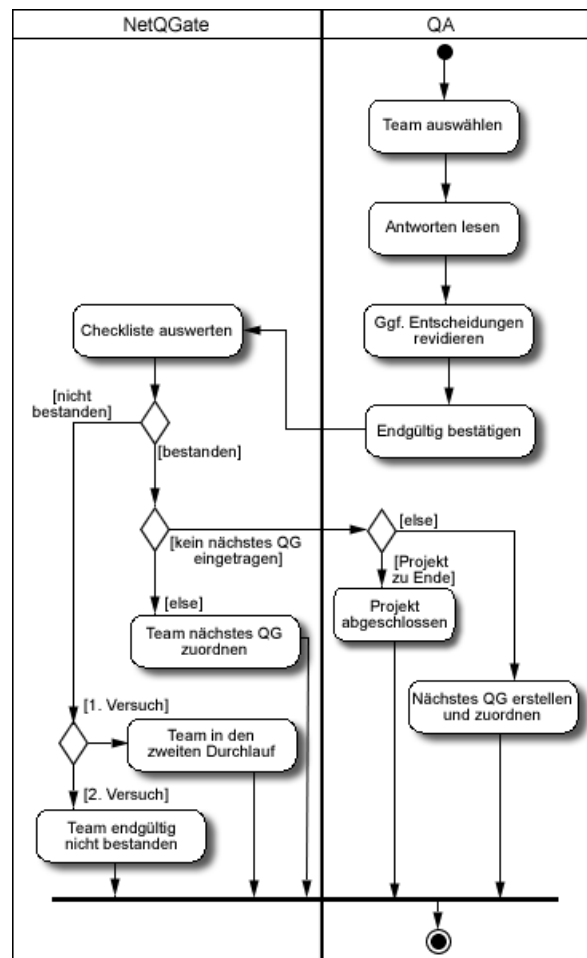 NetQGate
QA
Team auswählen
Antworten lesen
Ggf. Entscheidungen
revidieren
Checkliste auswerten
Endgültig bestätigen
[nicht
bestanden]
[bestanden]
[kein nächstes QG
eingetragen]
[else]
[Projekt
zu Ende]
[else]
Team nächstes QG
zuordnen
Projekt
abgeschlossen
Nächstes QG erstellen
und zuordnen
[1. Versuch]
Team in den
zweiten Durchlauf
[2. Versuch]
Team endgültig
nicht bestanden